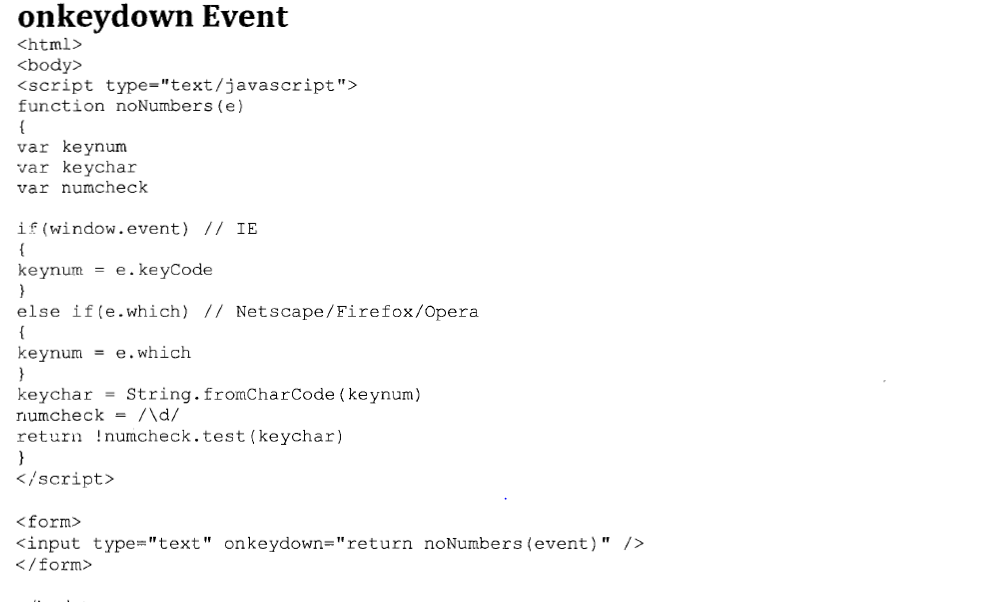 onkeydown Event
<html>
<body>
<script type="text/javascript">
function noNumbers(e)
{
var keynum
var keychar
var numcheck

if(window.event) // IE
{
keynum = e.keyCode
}
else if(e.which) // Netscape/Firefox/Opera
{
keynum = e.which
}
keychar = String.fromCharCode(keynum)
numcheck = /\d/
return !numcheck.test(keychar)
}
</script>

<form>
<input type="text" onkeydown="return noNumbers(event)" />
</form>